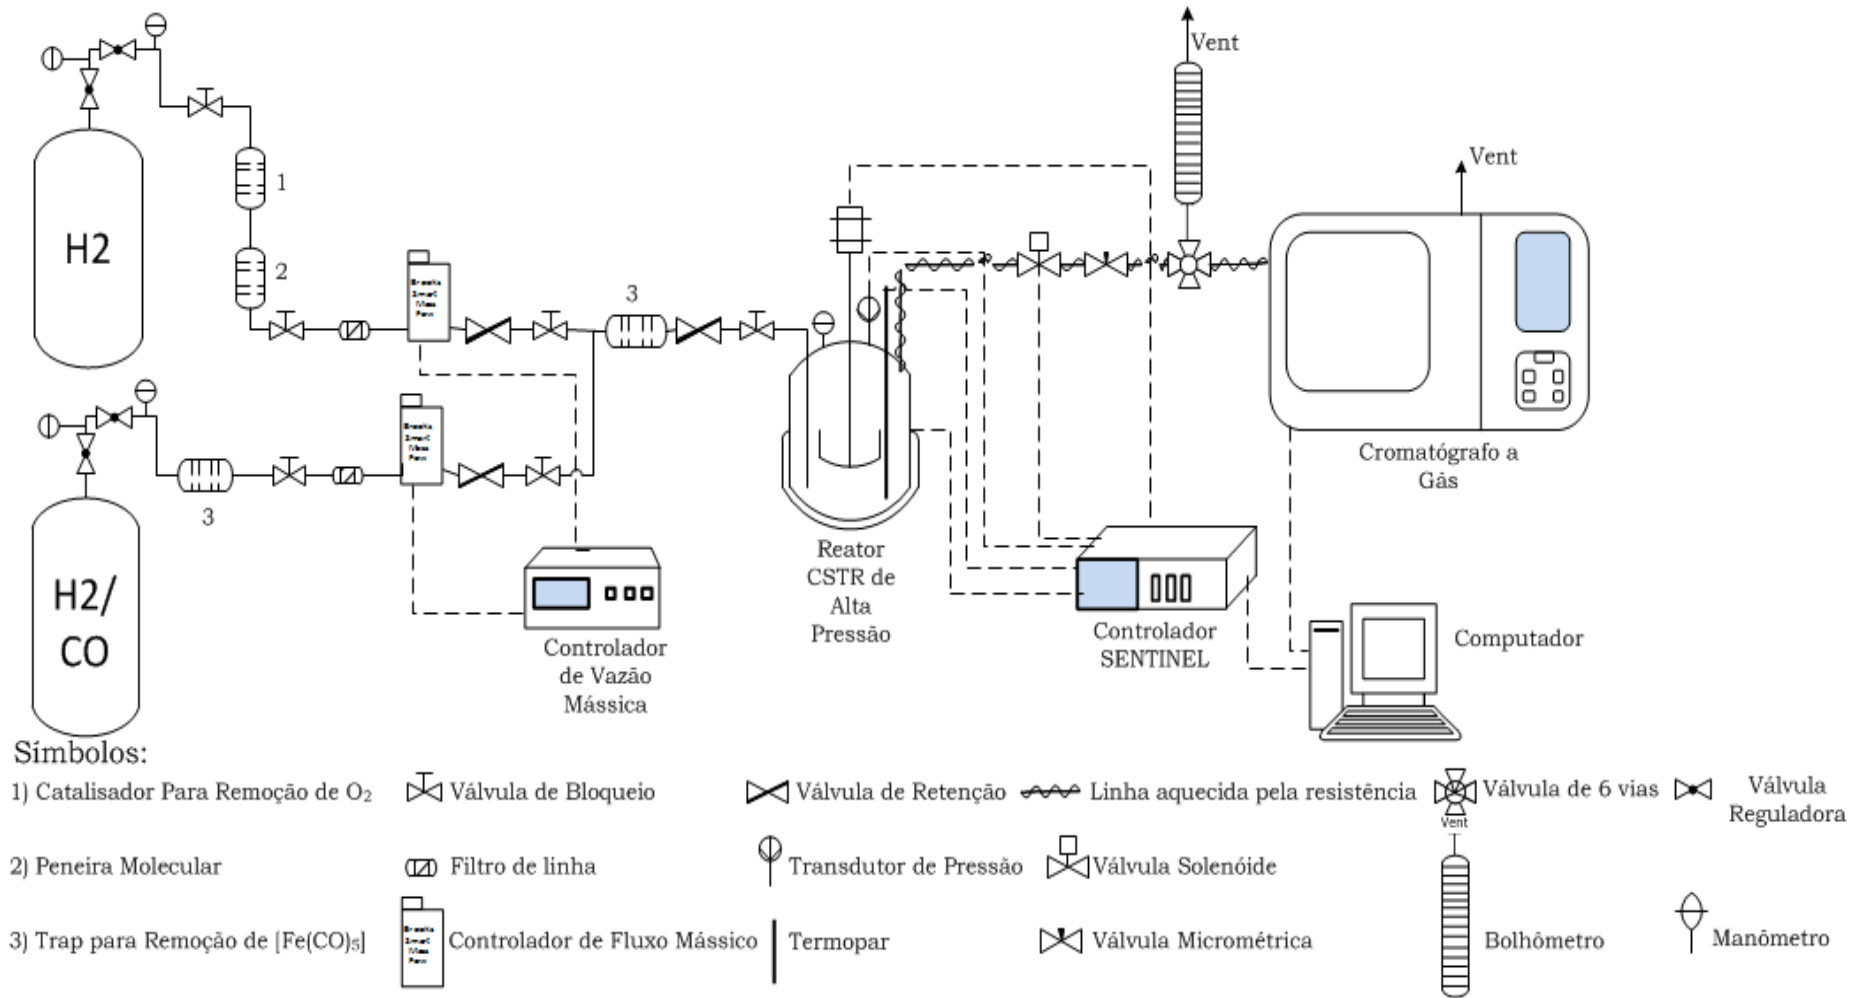 Vent
Vent
H2
1
2
3
H2/
CO
3
Reator
CSTR de
Alta
Pressão
Cromatógrafo a
Gás
Controlador
de Vazão
Mássica
Controlador
SENTINEL
Computador
Símbolos:
1) Catalisador Para Remoção de O₂
Válvula de Bloqueio
Válvula de Retenção
Linha aquecida pela resistência
Válvula de 6 vias
Válvula
Reguladora
2) Peneira Molecular
Filtro de linha
Transdutor de Pressão
Válvula Solenóide
Vent
3) Trap para Remoção de [Fe(CO)₅]
Controlador de Fluxo Mássico
Termopar
Válvula Micrométrica
Bolhômetro
Manômetro